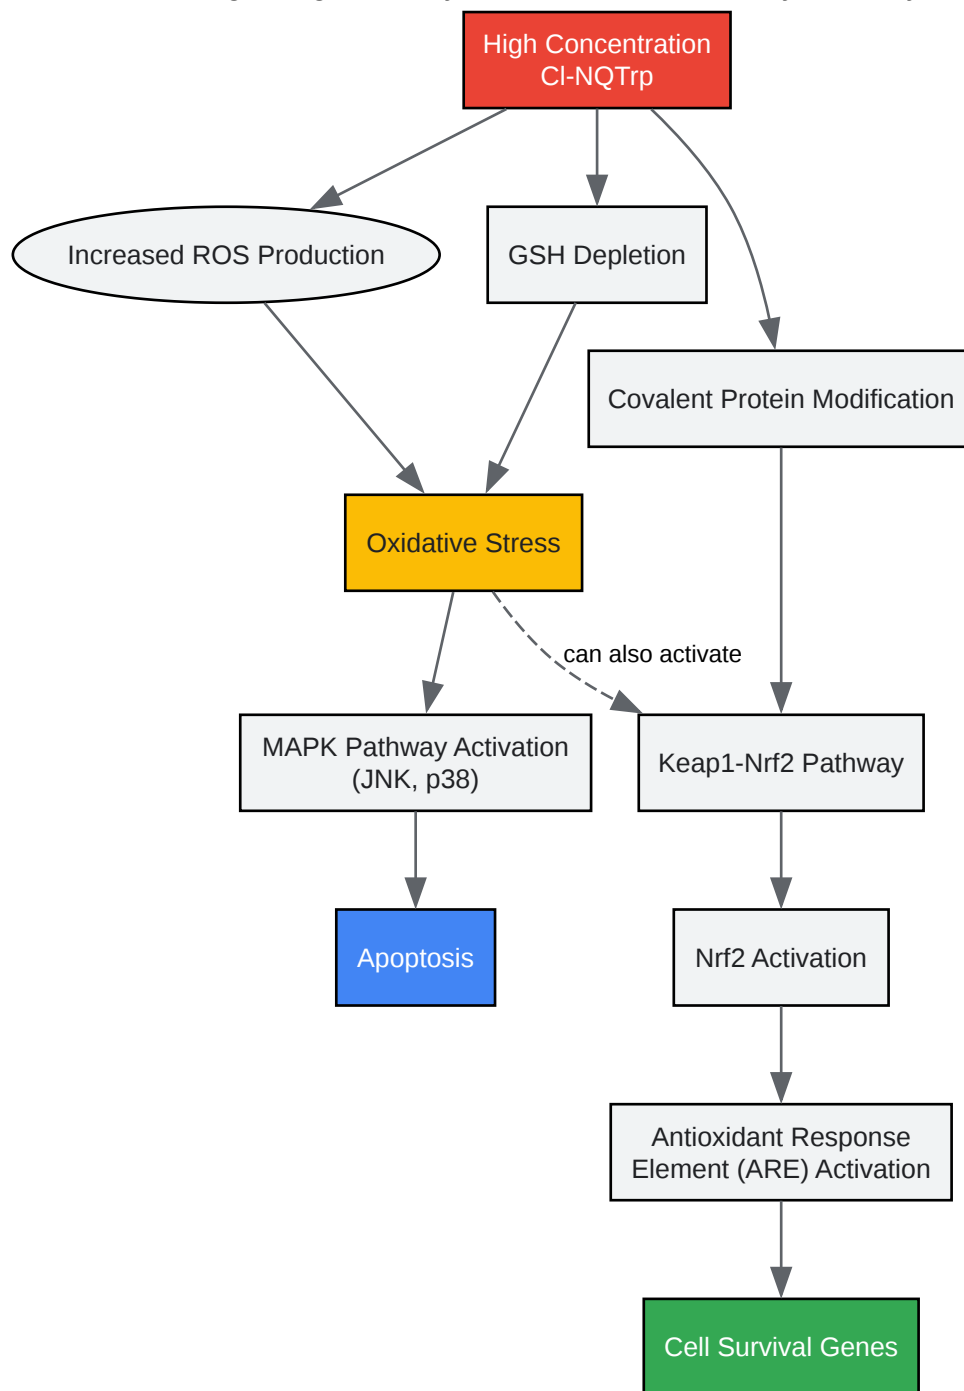 High Concentration
Cl-NQTrp
Increased ROS Production
GSH Depletion
Covalent Protein Modification
Oxidative Stress
can also activate
MAPK Pathway Activation
(JNK, p38)
Keap1-Nrf2 Pathway
Apoptosis
Nrf2 Activation
Antioxidant Response
Element (ARE) Activation
Cell Survival Genes